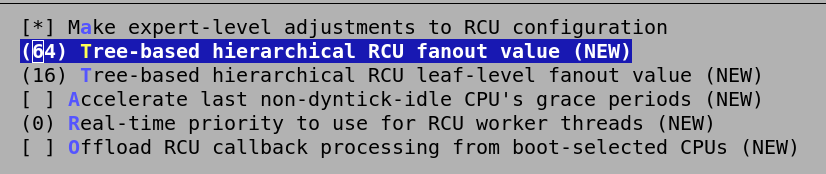 [*] Make expert-level adjustments to RCU configuration
(64) Tree-based hierarchical RCU fanout value (NEW)
(16) Tree-based hierarchical RCU leaf-level fanout value (NEW)
[ ] Accelerate last non-dyntick-idle CPU's grace periods (NEW)
(0) Real-time priority to use for RCU worker threads (NEW)
[ ] Offload RCU callback processing from boot-selected CPUs (NEW)